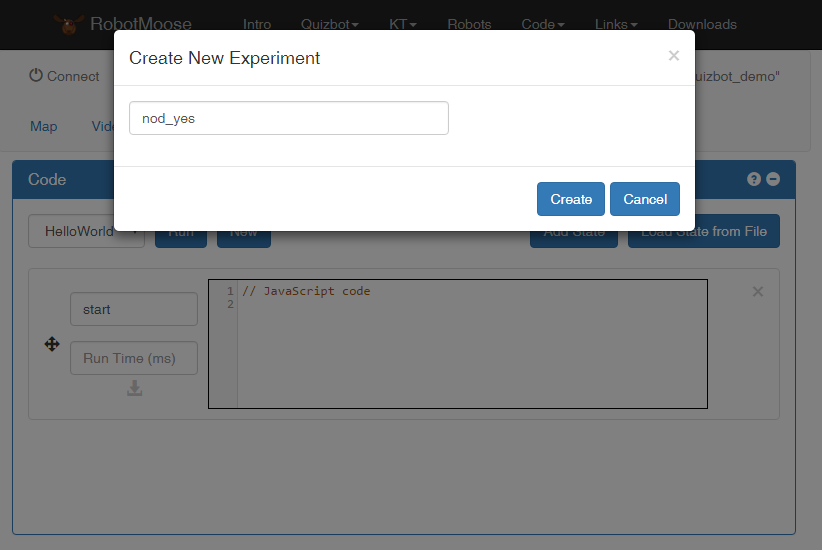 RobotMoose Intro Quizbot KT Robots Code Links Downloads
Create New Experiment ×
Connect uizbot_demo"
nod_yes
Map Vide
Create Cancel
Code
HelloWorld Run New Add State Load State from File
start
Run Time (ms)
1 // JavaScript code
2